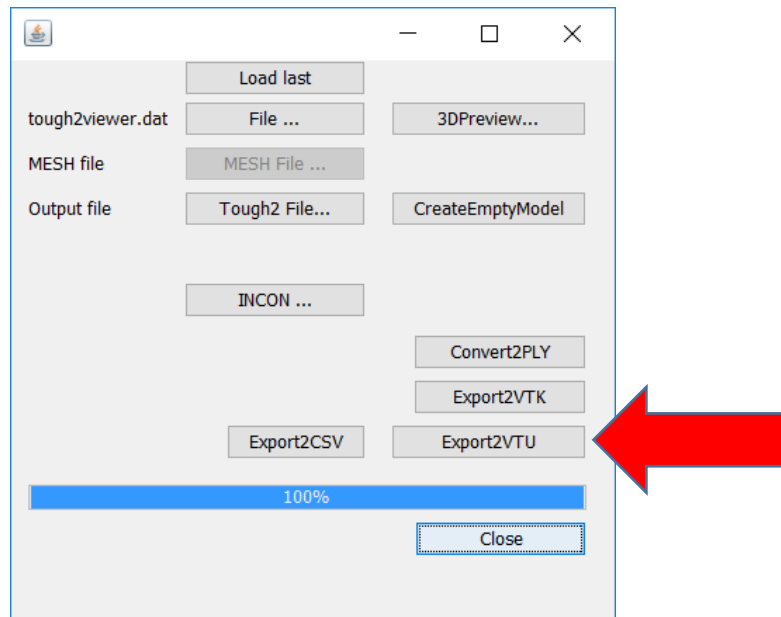 Load last
tough2viewer.dat File ... 3DPreview...
MESH file MESH File ...
Output file Tough2 File... CreateEmptyModel
INCON ...
Convert2PLY
Export2VTK
Export2CSV Export2VTU
100%
Close